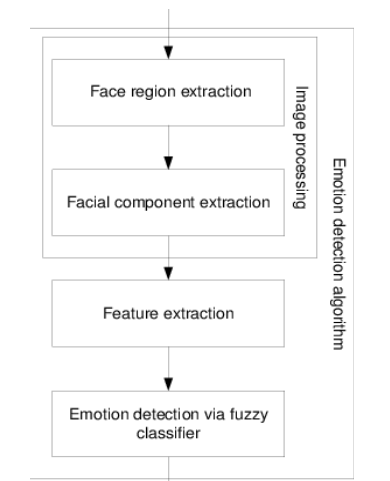 Face region extraction
Facial component extraction
Image processing
Feature extraction
Emotion detection via fuzzy
classifier
Emotion detection algorithm